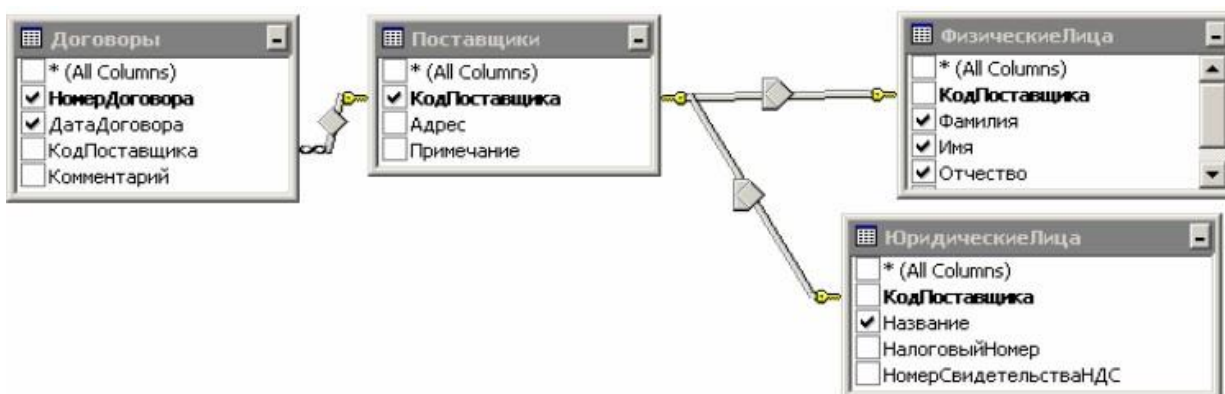 Договоры
* (All Columns)
НомерДоговора
ДатаДоговора
КодПоставщика
Комментарий
Поставщики
* (All Columns)
КодПоставщика
Адрес
Примечание
ФизическиеЛица
* (All Columns)
КодПоставщика
Фамилия
Имя
Отчество
ЮридическиеЛица
* (All Columns)
КодПоставщика
Название
НалоговыйНомер
НомерСвидетельстваНДС